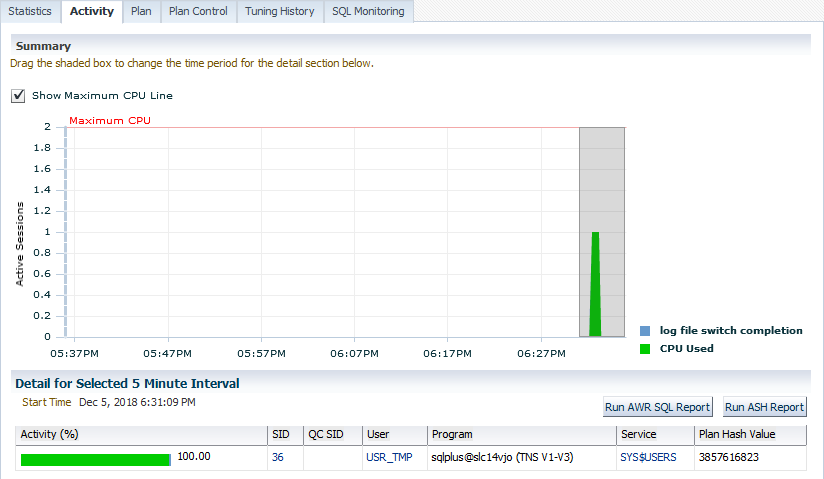 Statistics Activity Plan Plan Control Tuning History SQL Monitoring
Summary
Drag the shaded box to change the time period for the detail section below.
Show Maximum CPU Line
Maximum CPU
2
1.8
1.6
1.4
1.2
1
0.8
0.6
0.4
0.2
0
Active Sessions
05:37PM 05:47PM 05:57PM 06:07PM 06:17PM 06:27PM
log file switch completion
CPU Used
Detail for Selected 5 Minute Interval
Start Time Dec 5, 2018 6:31:09 PM
Run AWR SQL Report Run ASH Report
Activity (%) SID QC SID User Program Service Plan Hash Value
100.00 36 USR_TMP sqlplus@slc14vjo (TNS V1-V3) SYS$USERS 3857616823